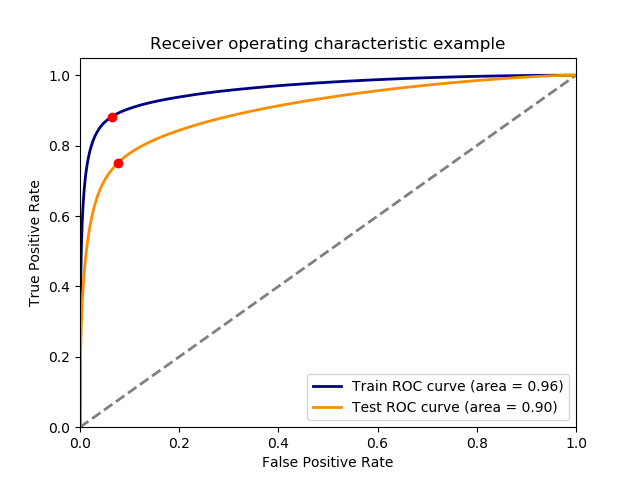 Receiver operating characteristic example
1.0
0.8
0.6
0.4
0.2
0.0
True Positive Rate
Train ROC curve (area = 0.96)
Test ROC curve (area = 0.90)
0.0 0.2 0.4 0.6 0.8 1.0
False Positive Rate